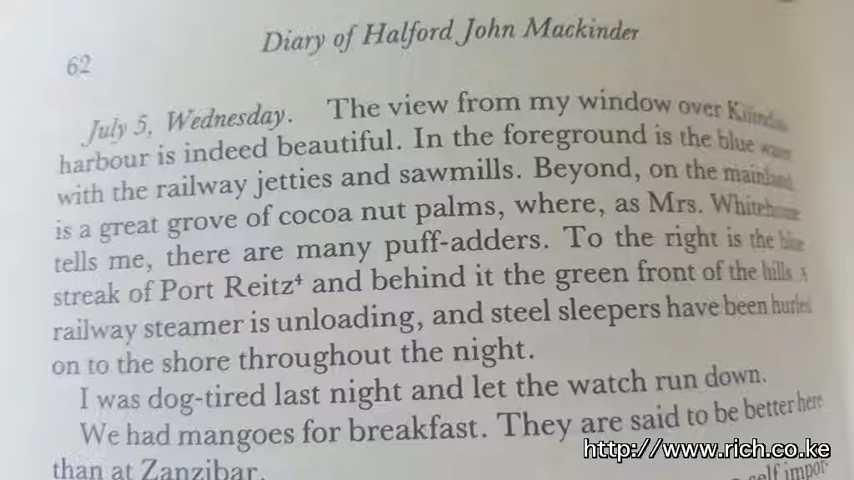 62
Diary of Halford John Mackinder
July 5, Wednesday. The view from my window over Kilindini
harbour is indeed beautiful. In the foreground is the blue water
with the railway jetties and sawmills. Beyond, on the mainland,
is a great grove of cocoa nut palms, where, as Mrs. Whitehouse
tells me, there are many puff-adders. To the right is the blue
streak of Port Reitz⁴ and behind it the green front of the hills. A
railway steamer is unloading, and steel sleepers have been hurled
on to the shore throughout the night.
I was dog-tired last night and let the watch run down.
We had mangoes for breakfast. They are said to be better here
than at Zanzibar.
self impor-
http://www.rich.co.ke